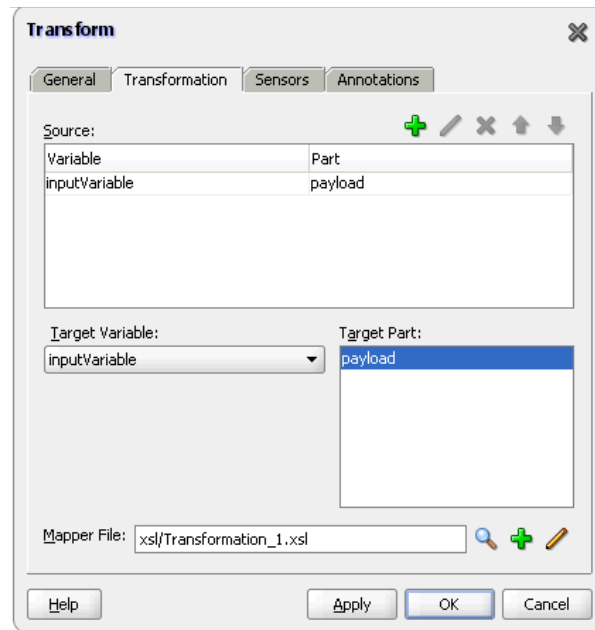 Transform
General Transformation Sensors Annotations
Source:
Variable Part
inputVariable payload
Target Variable: Target Part:
inputVariable payload
Mapper File: xsl/Transformation_1.xsl
Help Apply OK Cancel